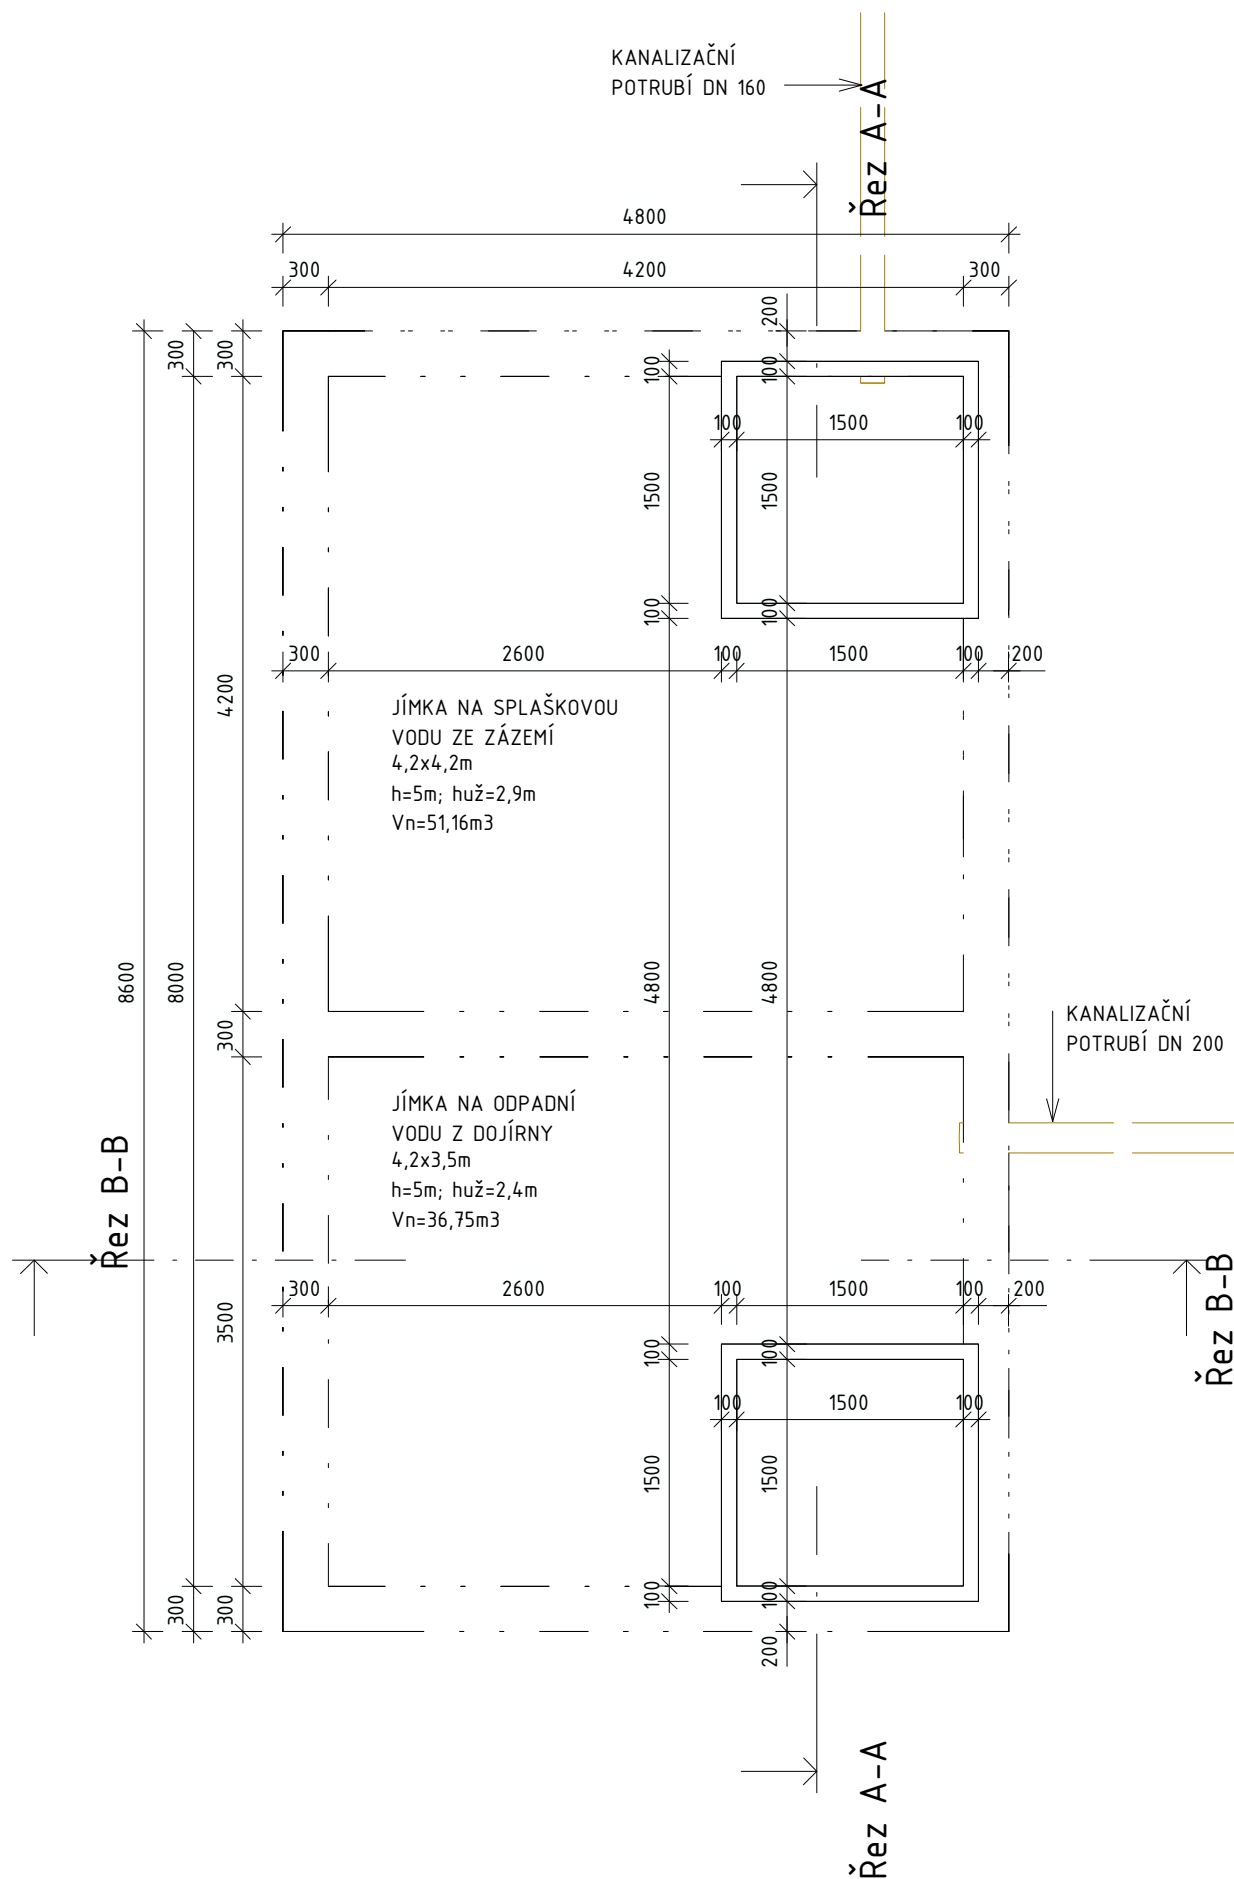 KANALIZAČNÍ
POTRUBÍ DN 160
Řez A-A
4800
300
4200
300
200
300
300
100
100
100
1500
100
1500
1500
100
100
300
2600
100
1500
100
200
4200
JÍMKA NA SPLAŠKOVOU
VODU ZE ZÁZEMÍ
4,2x4,2m
h=5m; huž=2,9m
Vn=51,16m3
8600
8000
4800
4800
300
KANALIZAČNÍ
POTRUBÍ DN 200
JÍMKA NA ODPADNÍ
VODU Z DOJÍRNY
4,2x3,5m
h=5m; huž=2,4m
Vn=36,75m3
Řez B-B
Řez B-B
300
2600
100
1500
100
200
3500
100
100
100
1500
100
1500
1500
100
100
300
300
200
Řez A-A